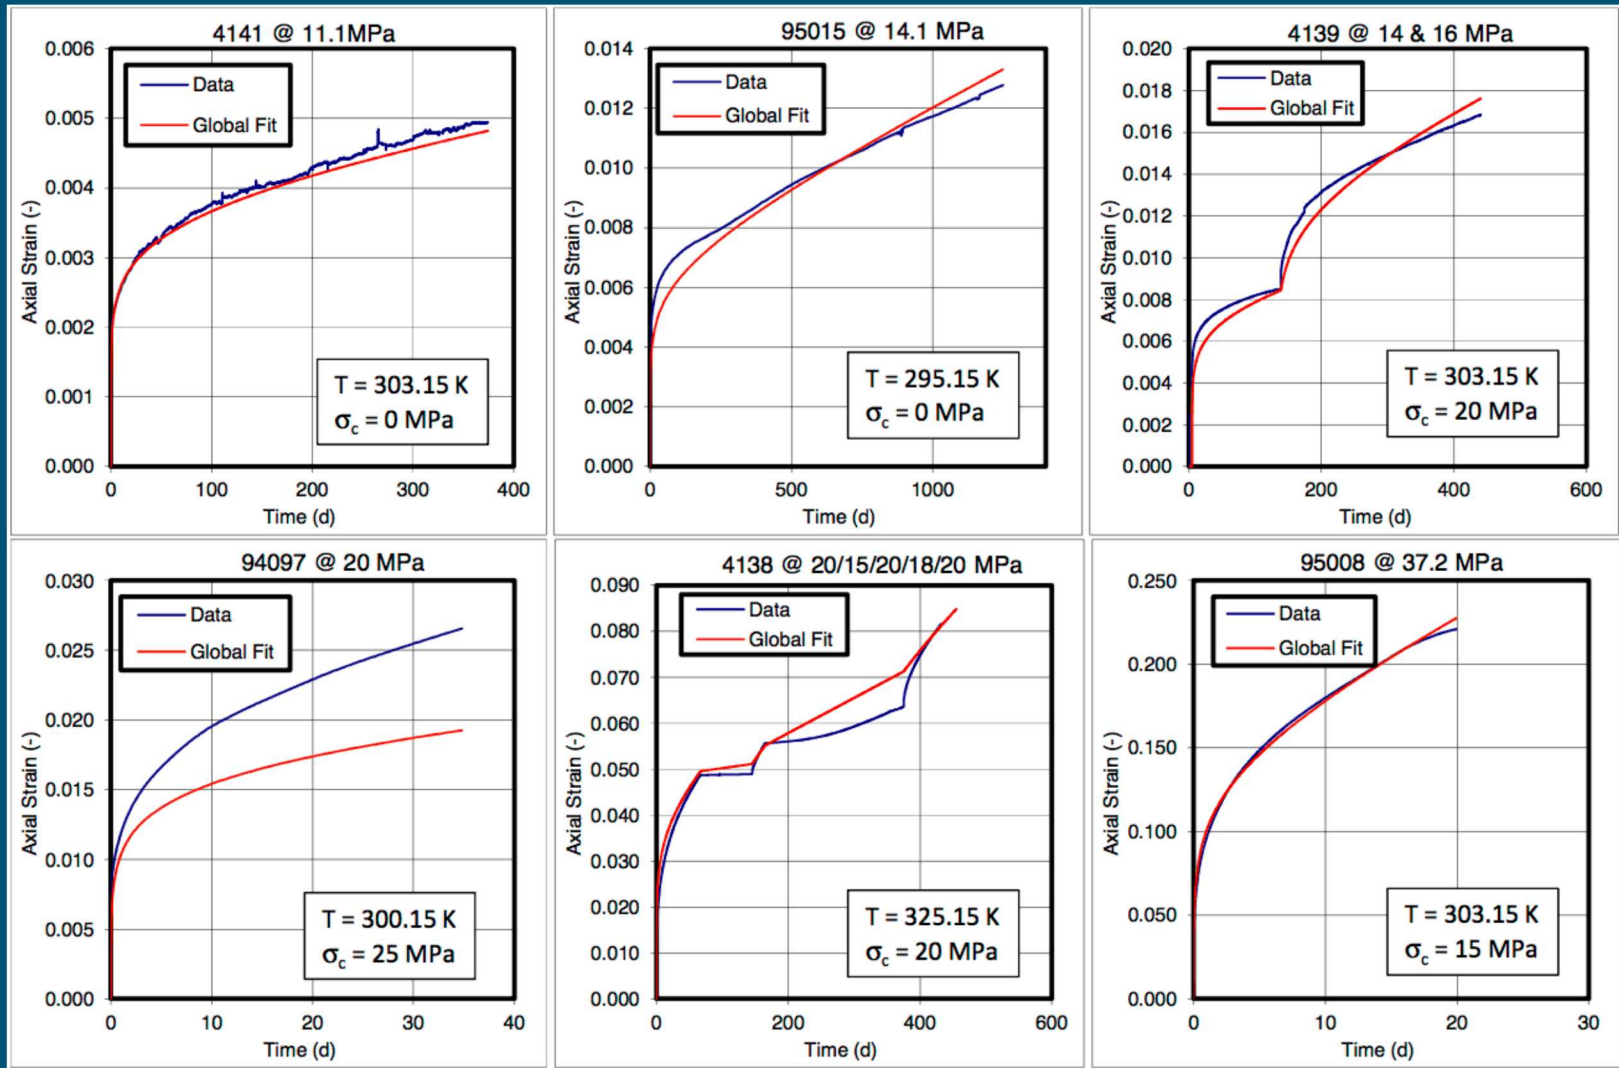 4141 @ 11.1MPa
0.006
0.005
0.004
0.003
0.002
0.001
0.000
Axial Strain (-)
Data
Global Fit
T = 303.15 K
σc = 0 MPa
0 100 200 300 400
Time (d)
95015 @ 14.1 MPa
0.014
0.012
0.010
0.008
0.006
0.004
0.002
0.000
Axial Strain (-)
Data
Global Fit
T = 295.15 K
σc = 0 MPa
0 500 1000
Time (d)
4139 @ 14 & 16 MPa
0.020
0.018
0.016
0.014
0.012
0.010
0.008
0.006
0.004
0.002
0.000
Axial Strain (-)
Data
Global Fit
T = 303.15 K
σc = 20 MPa
0 200 400 600
Time (d)
94097 @ 20 MPa
0.030
0.025
0.020
0.015
0.010
0.005
0.000
Axial Strain (-)
Data
Global Fit
T = 300.15 K
σc = 25 MPa
0 10 20 30 40
Time (d)
4138 @ 20/15/20/18/20 MPa
0.090
0.080
0.070
0.060
0.050
0.040
0.030
0.020
0.010
0.000
Axial Strain (-)
Data
Global Fit
T = 325.15 K
σc = 20 MPa
0 200 400 600
Time (d)
95008 @ 37.2 MPa
0.250
0.200
0.150
0.100
0.050
0.000
Axial Strain (-)
Data
Global Fit
T = 303.15 K
σc = 15 MPa
0 10 20 30
Time (d)